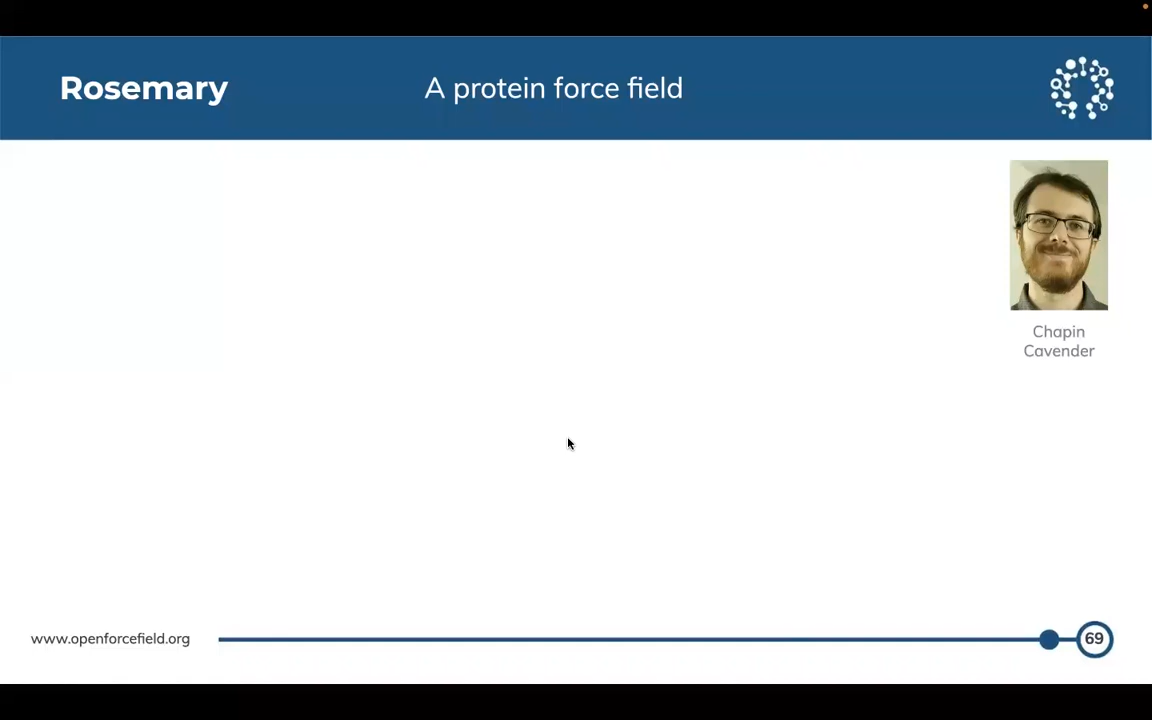 Rosemary
A protein force field
Chapin
Cavender
www.openforcefield.org
69